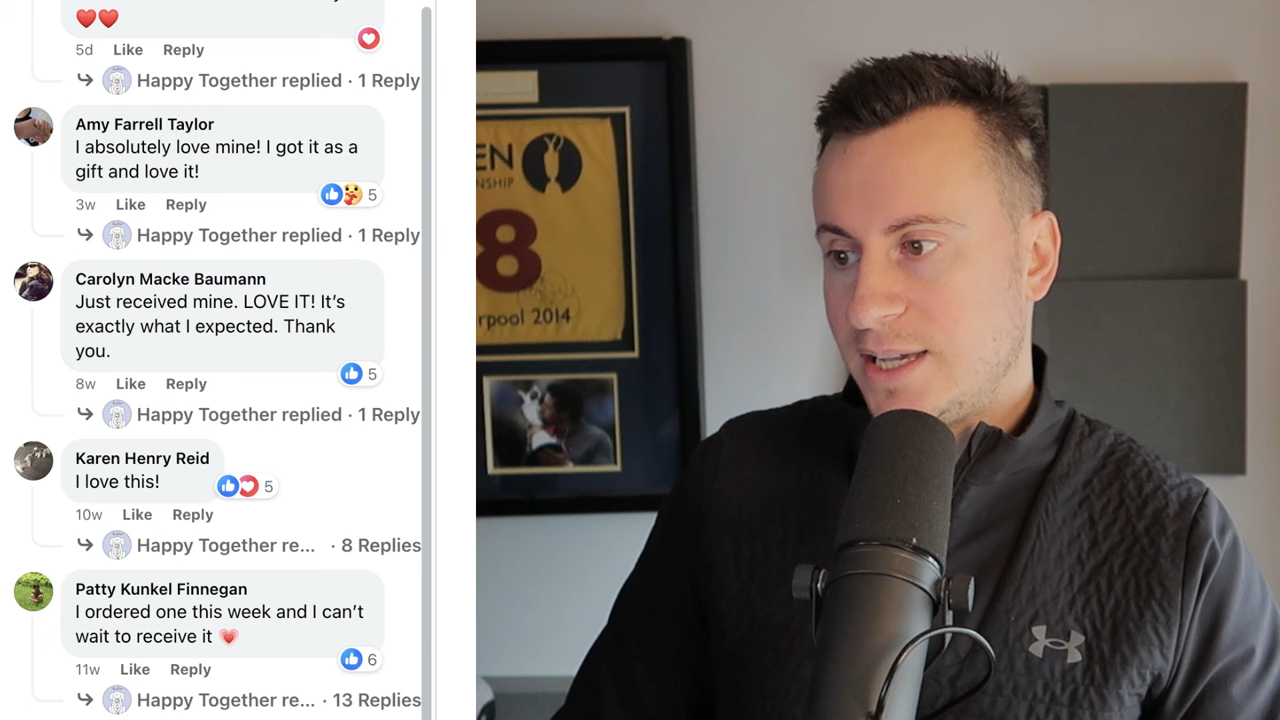 ❤️❤️
5d Like Reply
Happy Together replied · 1 Reply
Amy Farrell Taylor
I absolutely love mine! I got it as a
gift and love it!
5
3w Like Reply
Happy Together replied · 1 Reply
Carolyn Macke Baumann
Just received mine. LOVE IT! It’s
exactly what I expected. Thank
you.
5
8w Like Reply
Happy Together replied · 1 Reply
Karen Henry Reid
I love this!
5
10w Like Reply
Happy Together re... · 8 Replies
Patty Kunkel Finnegan
I ordered one this week and I can’t
wait to receive it 💗
6
11w Like Reply
Happy Together re... · 13 Replies
EN
NSHIP
8
rpool 2014